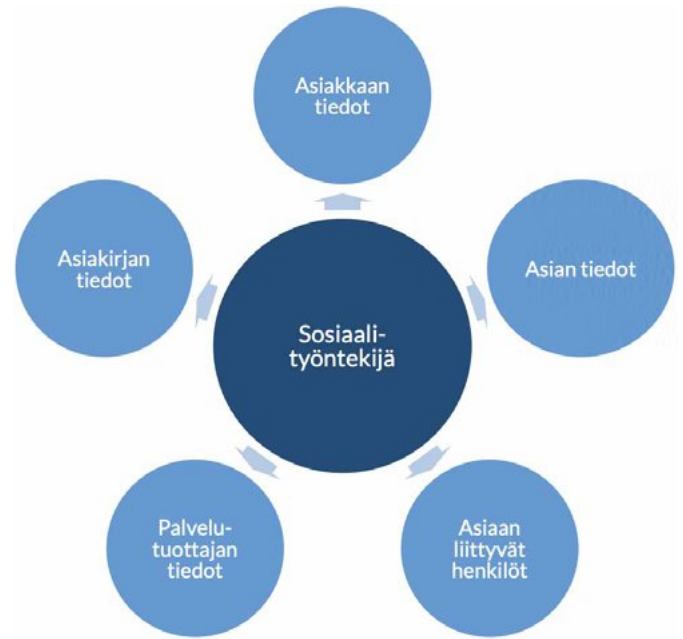 Asiakkaan
tiedot
Asiakirjan
tiedot
Asian tiedot
Sosiaali-
työntekijä
Palvelu-
tuottajan
tiedot
Asiaan
liittyvät
henkilöt